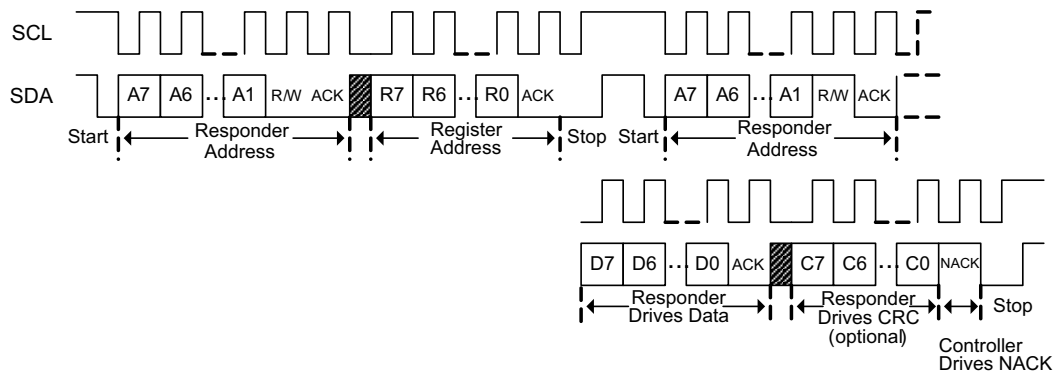 SCL
SDA
A7 A6 ... A1 R/W ACK R7 R6 ... R0 ACK A7 A6 ... A1 R/W ACK
Start Responder Address Register Address Stop Start Responder Address
D7 D6 ... D0 ACK C7 C6 ... C0 NACK
Responder Drives Data
Responder Drives CRC (optional)
Stop
Controller Drives NACK